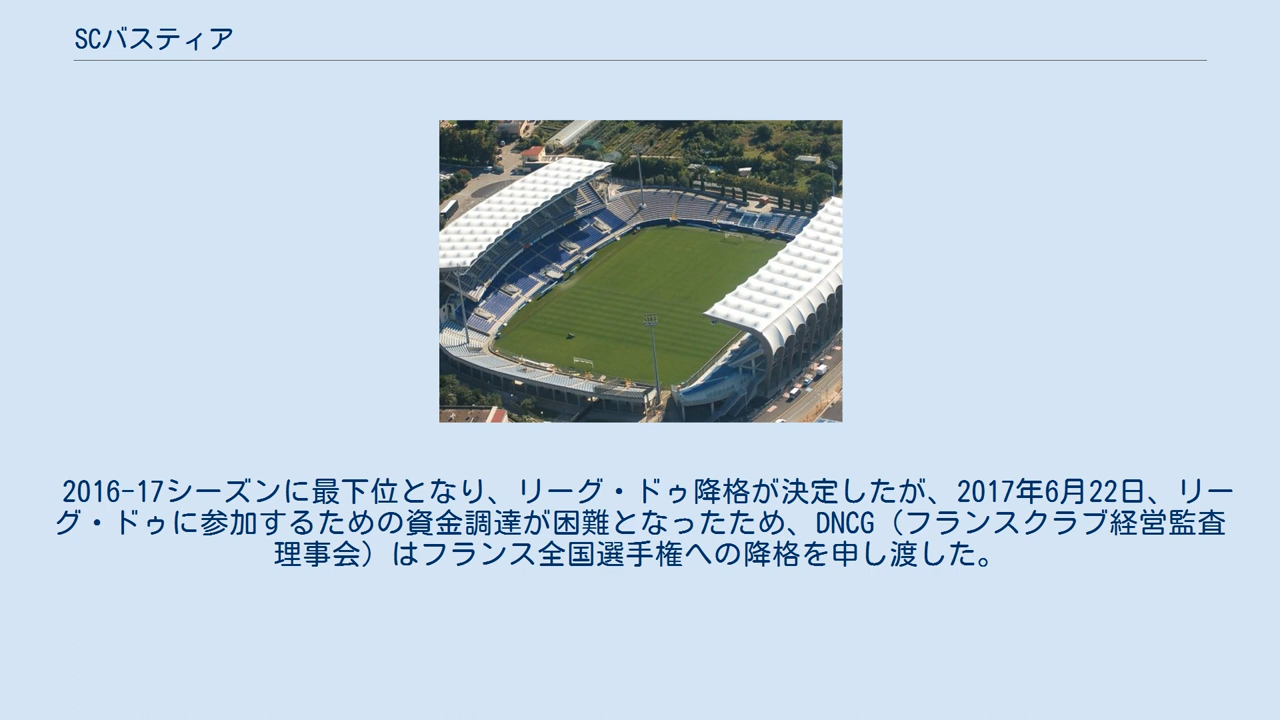 SCバスティア
2016-17シーズンに最下位となり、リーグ・ドゥ降格が決定したが、2017年6月22日、リー
グ・ドゥに参加するための資金調達が困難となったため、DNCG（フランスクラブ経営監査
理事会）はフランス全国選手権への降格を申し渡した。